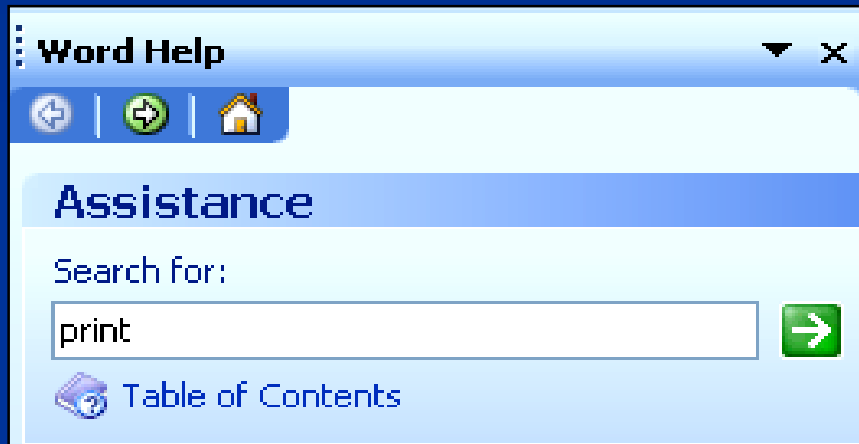 Word Help
Assistance
Search for:
print
Table of Contents